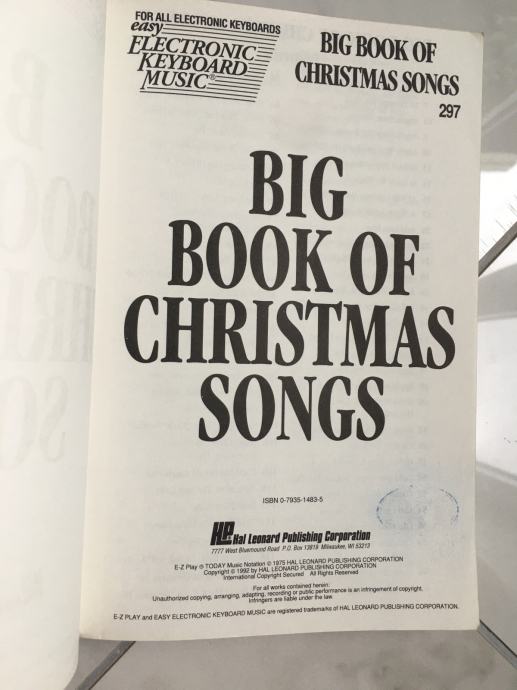 FOR ALL ELECTRONIC KEYBOARDS
easy
ELECTRONIC
KEYBOARD
MUSIC®
BIG BOOK OF
CHRISTMAS SONGS
297
BIG
BOOK OF
CHRISTMAS
SONGS
ISBN 0-7935-1483-5
HL Hal Leonard Publishing Corporation
7777 West Bluemound Road P.O. Box 13819 Milwaukee, WI 53213
E-Z Play ® TODAY Music Notation © 1975 HAL LEONARD PUBLISHING CORPORATION
Copyright © 1992 by HAL LEONARD PUBLISHING CORPORATION
International Copyright Secured All Rights Reserved
For all works contained herein:
Unauthorized copying, arranging, adapting, recording or public performance is an infringement of copyright.
Infringers are liable under the law.
E-Z PLAY and EASY ELECTRONIC KEYBOARD MUSIC are registered trademarks of HAL LEONARD PUBLISHING CORPORATION.